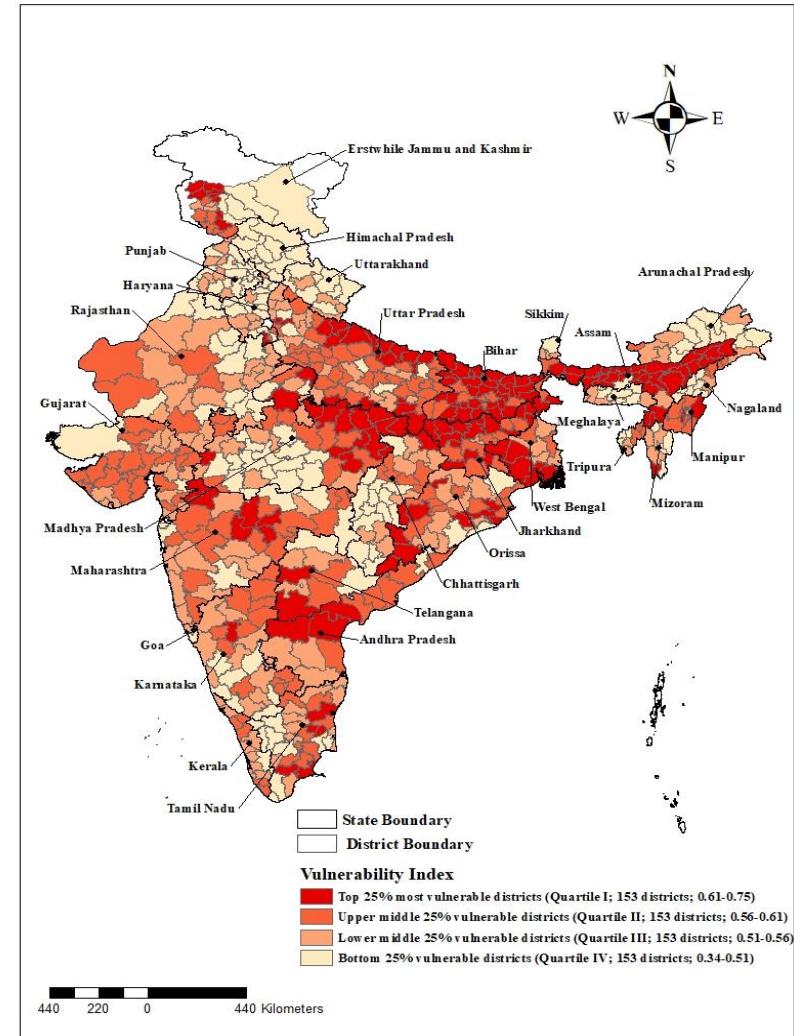 N
W E
S
Erstwhile Jammu and Kashmir
Himachal Pradesh
Punjab
Uttarakhand
Haryana
Arunachal Pradesh
Rajasthan
Uttar Pradesh
Sikkim
Assam
Bihar
Gujarat
Nagaland
Meghalaya
Manipur
Tripura
West Bengal
Mizoram
Madhya Pradesh
Jharkhand
Orissa
Maharashtra
Chhattisgarh
Telangana
Goa
Andhra Pradesh
Karnataka
Kerala
Tamil Nadu
State Boundary
District Boundary
Vulnerability Index
Top 25% most vulnerable districts (Quartile I; 153 districts; 0.61-0.75)
Upper middle 25% vulnerable districts (Quartile II; 153 districts; 0.56-0.61)
Lower middle 25% vulnerable districts (Quartile III; 153 districts; 0.51-0.56)
Bottom 25% vulnerable districts (Quartile IV; 153 districts; 0.34-0.51)
440 220 0 440 Kilometers